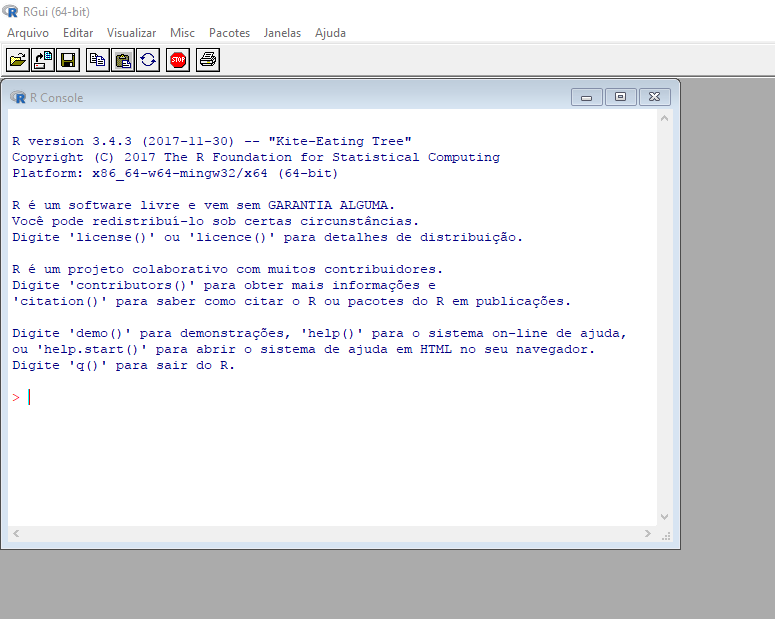 RGui (64-bit)
Arquivo Editar Visualizar Misc Pacotes Janelas Ajuda
STOP
R Console
R version 3.4.3 (2017-11-30) -- "Kite-Eating Tree"
Copyright (C) 2017 The R Foundation for Statistical Computing
Platform: x86_64-w64-mingw32/x64 (64-bit)
R é um software livre e vem sem GARANTIA ALGUMA.
Você pode redistribuí-lo sob certas circunstâncias.
Digite 'license()' ou 'licence()' para detalhes de distribuição.
R é um projeto colaborativo com muitos contribuidores.
Digite 'contributors()' para obter mais informações e
'citation()' para saber como citar o R ou pacotes do R em publicações.
Digite 'demo()' para demonstrações, 'help()' para o sistema on-line de ajuda,
ou 'help.start()' para abrir o sistema de ajuda em HTML no seu navegador.
Digite 'q()' para sair do R.
>